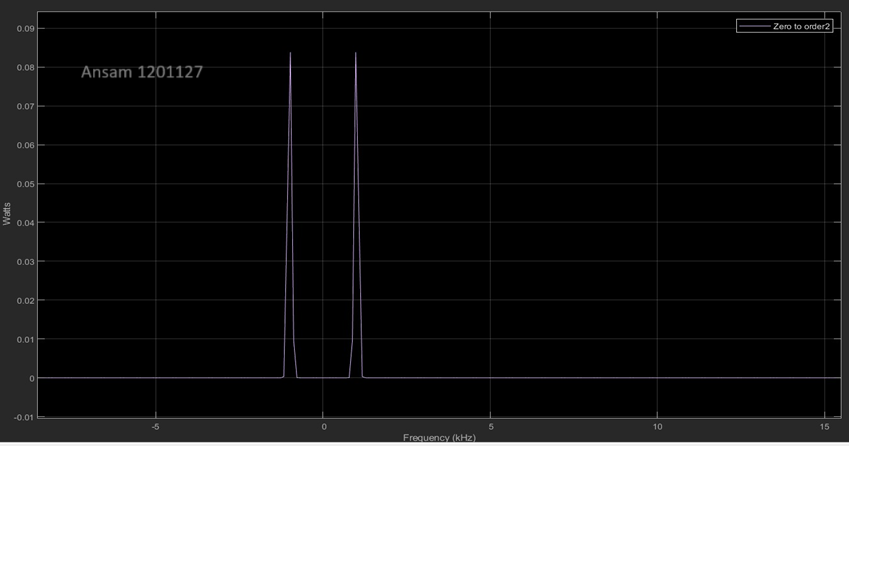 Zero to order2
0.09
Ansam 1201127
0.08
0.07
0.06
0.05
Watts
0.04
0.03
0.02
0.01
0
-0.01
-5 0 5 10 15
Frequency (kHz)